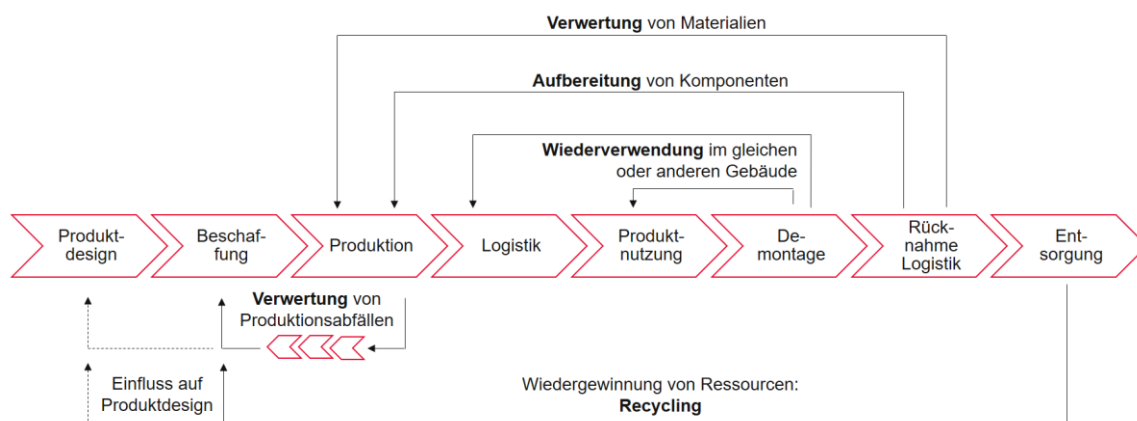 Verwertung von Materialien
Aufbereitung von Komponenten
Wiederverwendung im gleichen
oder anderen Gebäude
Produkt-
design
Beschaf-
fung
Produktion
Logistik
Produkt-
nutzung
De-
montage
Rück-
nahme
Logistik
Ent-
sorgung
Verwertung von
Produktionsabfällen
Einfluss auf
Produktdesign
Wiedergewinnung von Ressourcen:
Recycling